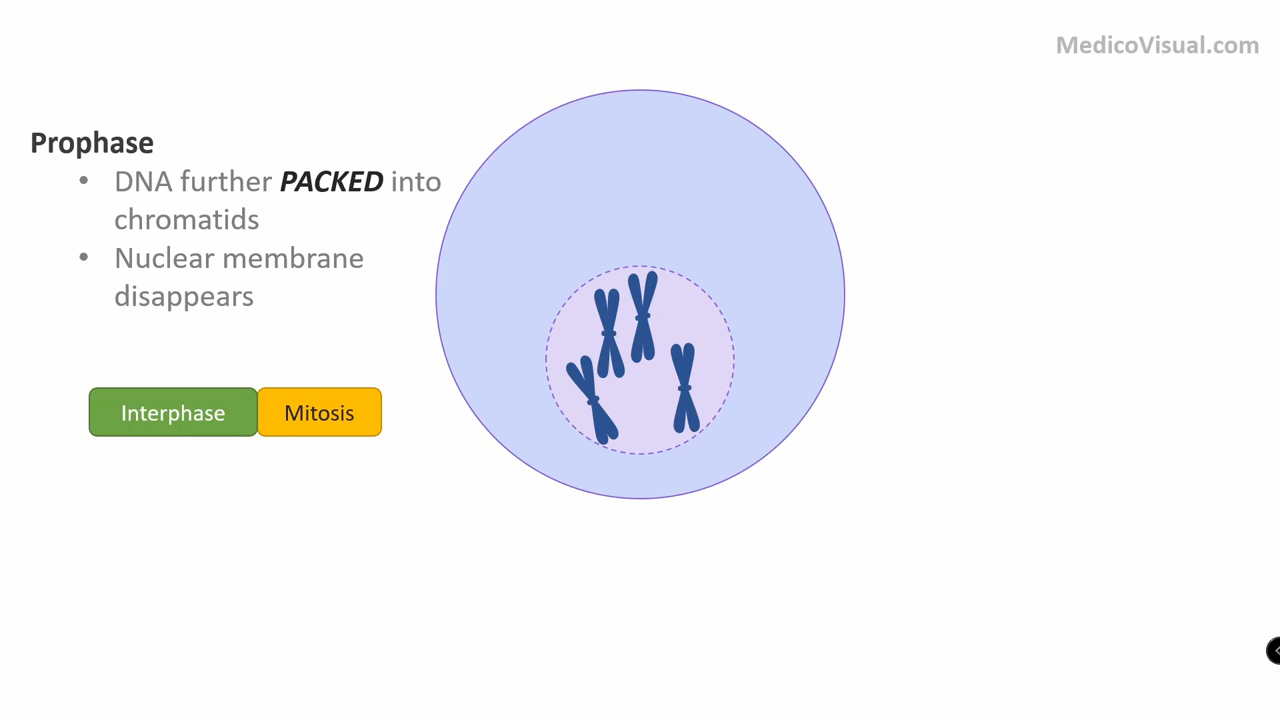 MedicoVisual.com
Prophase
• DNA further PACKED into
chromatids
• Nuclear membrane
disappears
Interphase Mitosis